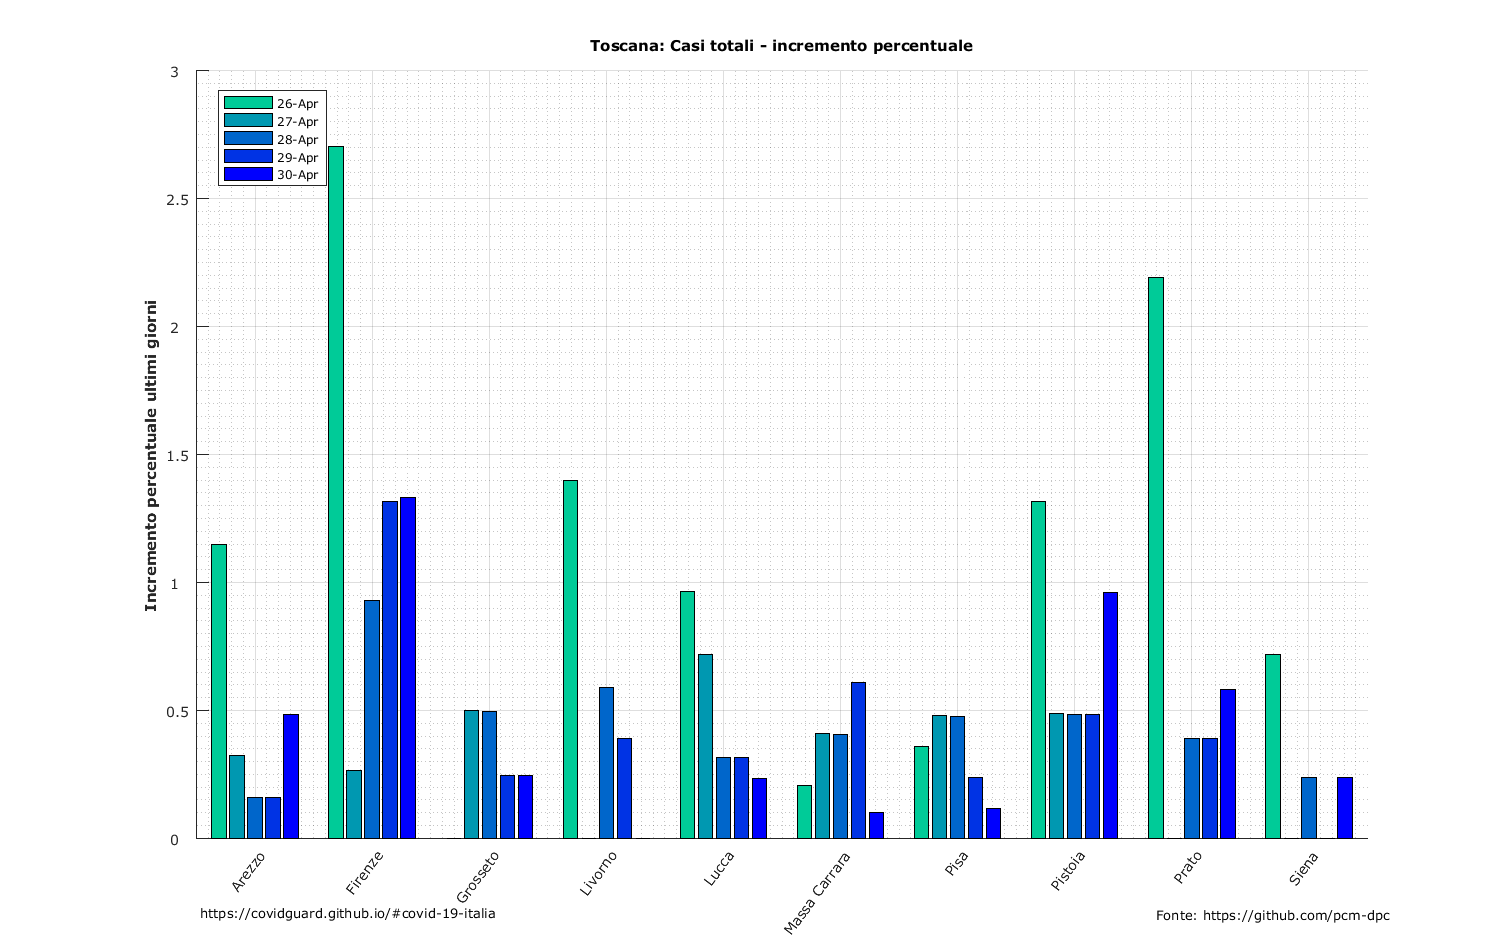 Toscana: Casi totali - incremento percentuale
3
2.5
2
1.5
1
0.5
0
Incremento percentuale ultimi giorni
26-Apr
27-Apr
28-Apr
29-Apr
30-Apr
Arezzo
Firenze
Grosseto
Livorno
Lucca
Massa Carrara
Pisa
Pistoia
Prato
Siena
https://covidguard.github.io/#covid-19-italia
Fonte: https://github.com/pcm-dpc